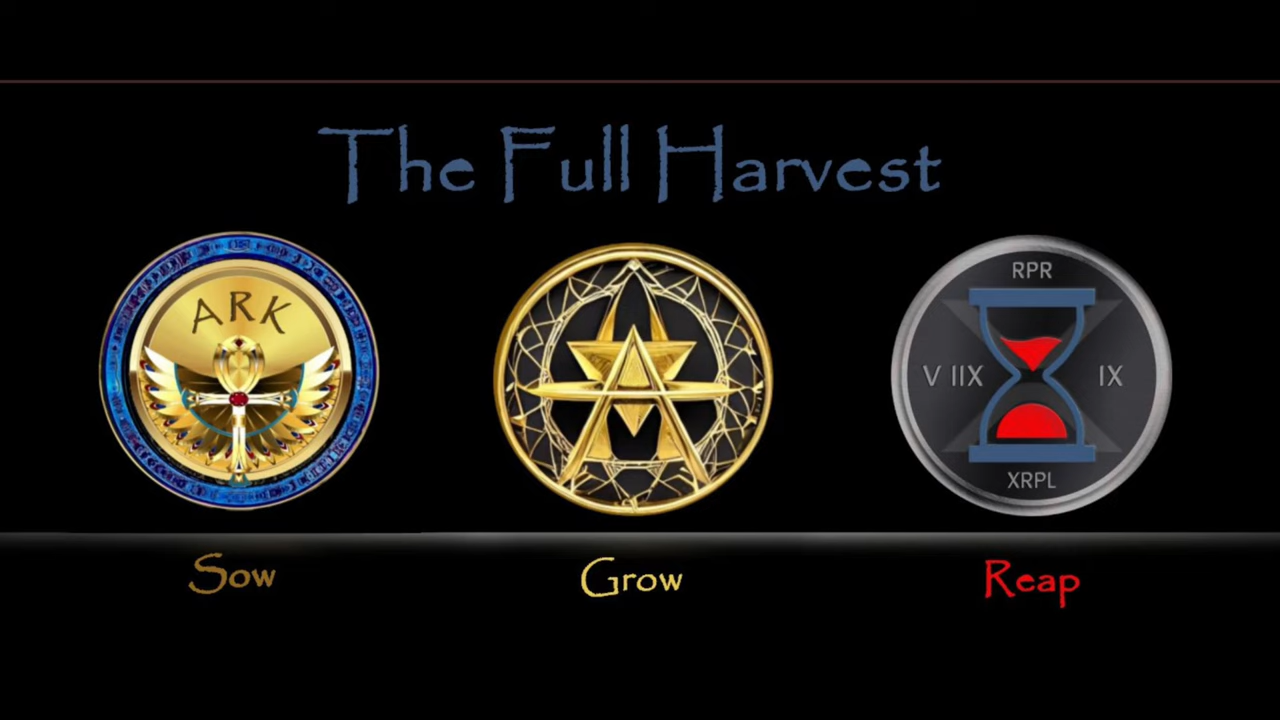 The Full Harvest
ARK
RPR
V IIX IX
XRPL
Sow
Grow
Reap